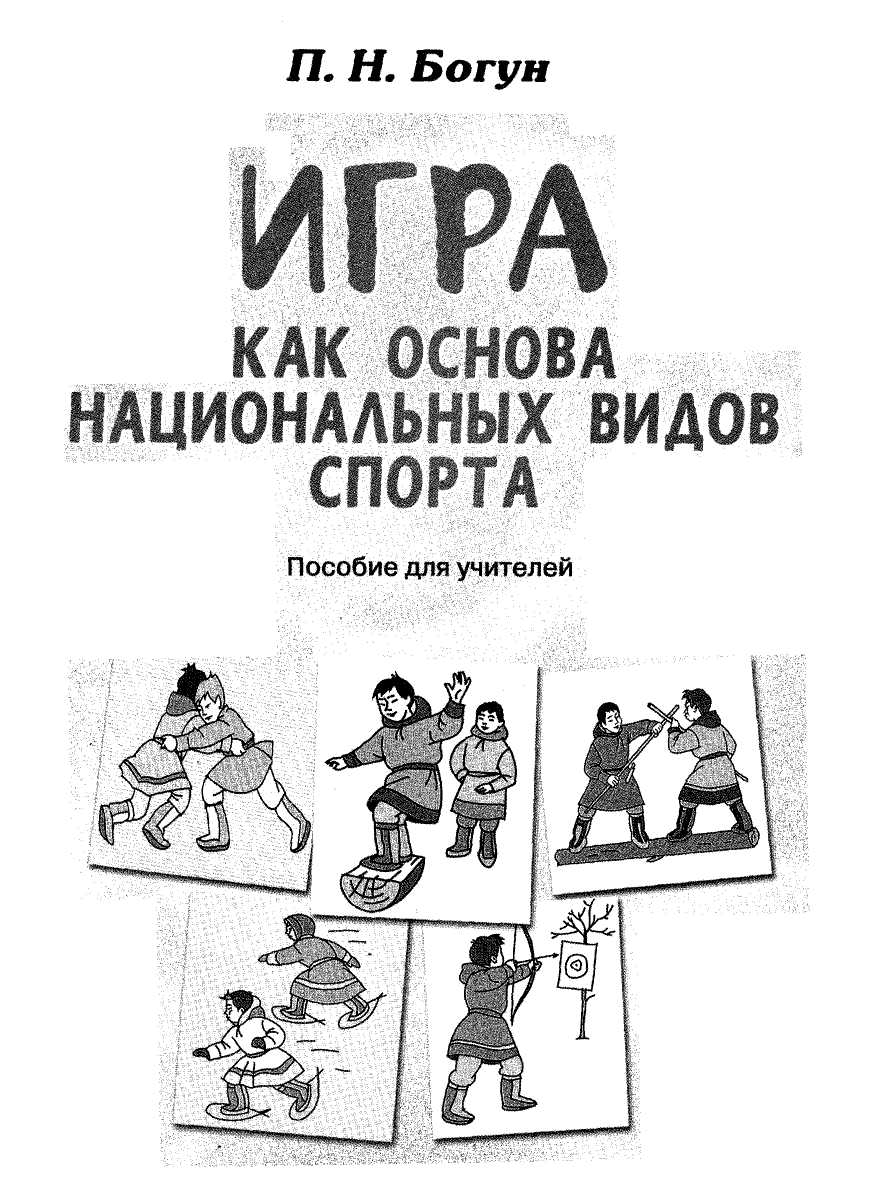 П. Н. Богун
ИГРА
КАК ОСНОВА
НАЦИОНАЛЬНЫХ ВИДОВ
СПОРТА
Пособие для учителей